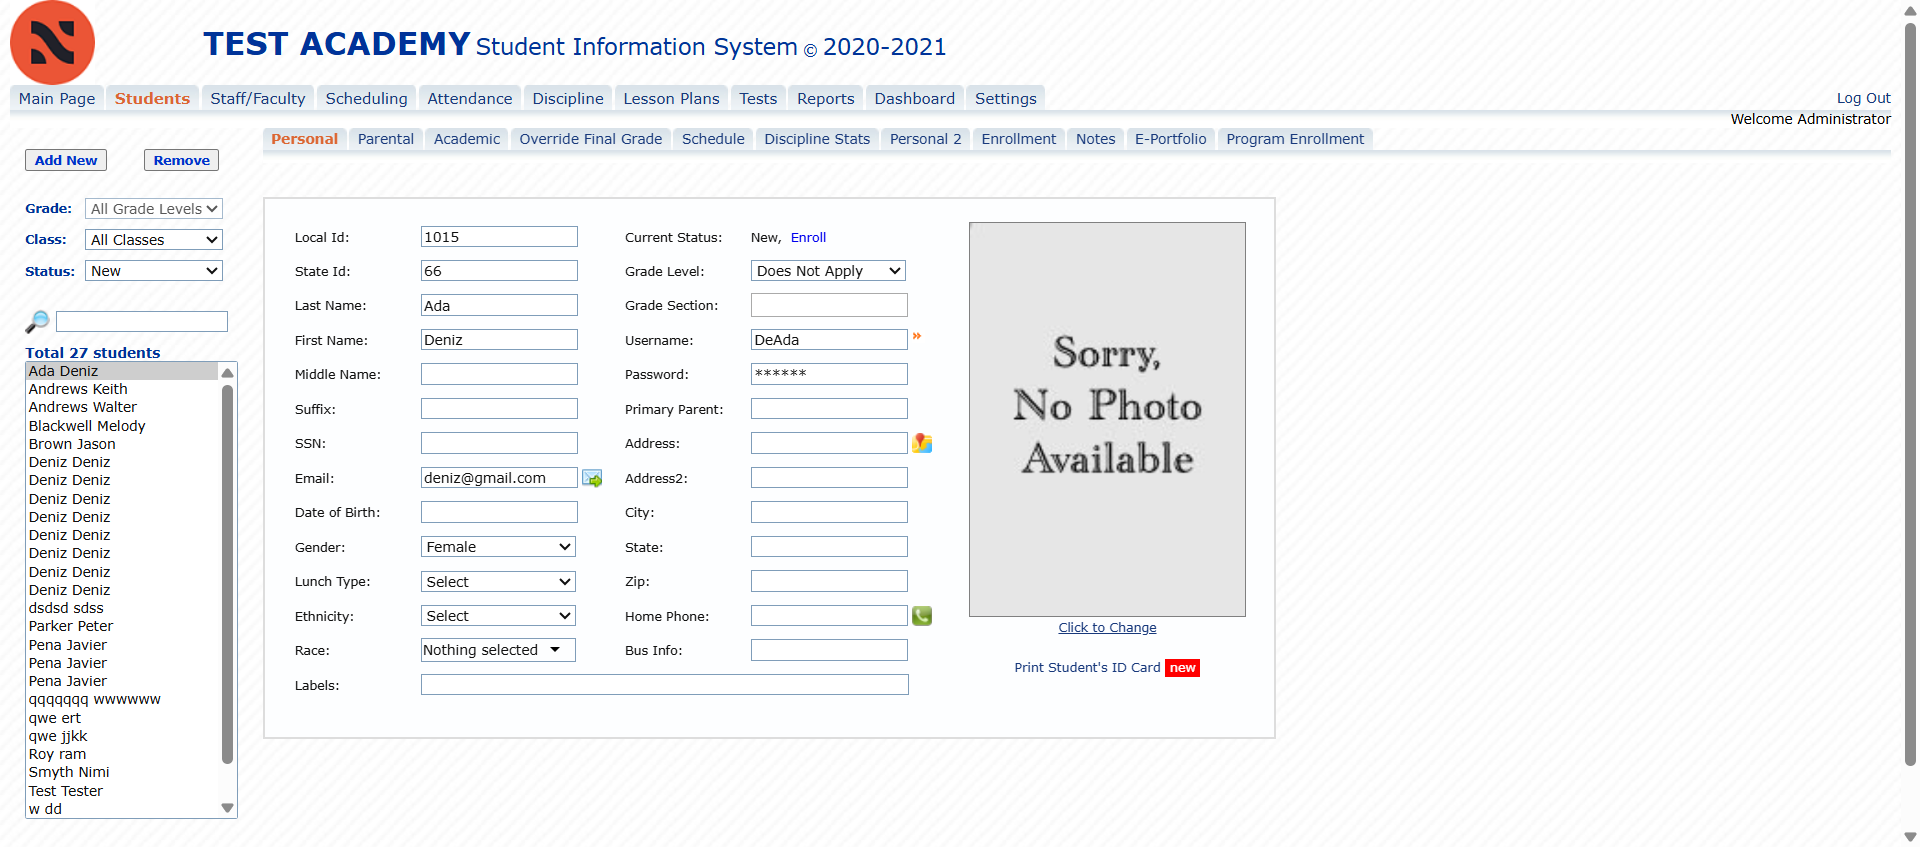 TEST ACADEMY Student Information System © 2020-2021
Main Page Students Staff/Faculty Scheduling Attendance Discipline Lesson Plans Tests Reports Dashboard Settings
Log Out
Welcome Administrator
Personal Parental Academic Override Final Grade Schedule Discipline Stats Personal 2 Enrollment Notes E-Portfolio Program Enrollment
Add New Remove
Grade: All Grade Levels
Class: All Classes
Status: New
Total 27 students
Ada Deniz
Andrews Keith
Andrews Walter
Blackwell Melody
Brown Jason
Deniz Deniz
Deniz Deniz
Deniz Deniz
Deniz Deniz
Deniz Deniz
Deniz Deniz
Deniz Deniz
Deniz Deniz
dsdsd sdss
Parker Peter
Pena Javier
Pena Javier
Pena Javier
qqqqqqq wwwwww
qwe ert
qwe jjkk
Roy ram
Smyth Nimi
Test Tester
w dd
Local Id: 1015
State Id: 66
Last Name: Ada
First Name: Deniz
Middle Name:
Suffix:
SSN:
Email: deniz@gmail.com
Date of Birth:
Gender: Female
Lunch Type: Select
Ethnicity: Select
Race: Nothing selected
Labels:
Current Status: New, Enroll
Grade Level: Does Not Apply
Grade Section:
Username: DeAda »
Password: ******
Primary Parent:
Address:
Address2:
City:
State:
Zip:
Home Phone:
Bus Info:
Sorry,
No Photo
Available
Click to Change
Print Student's ID Card new